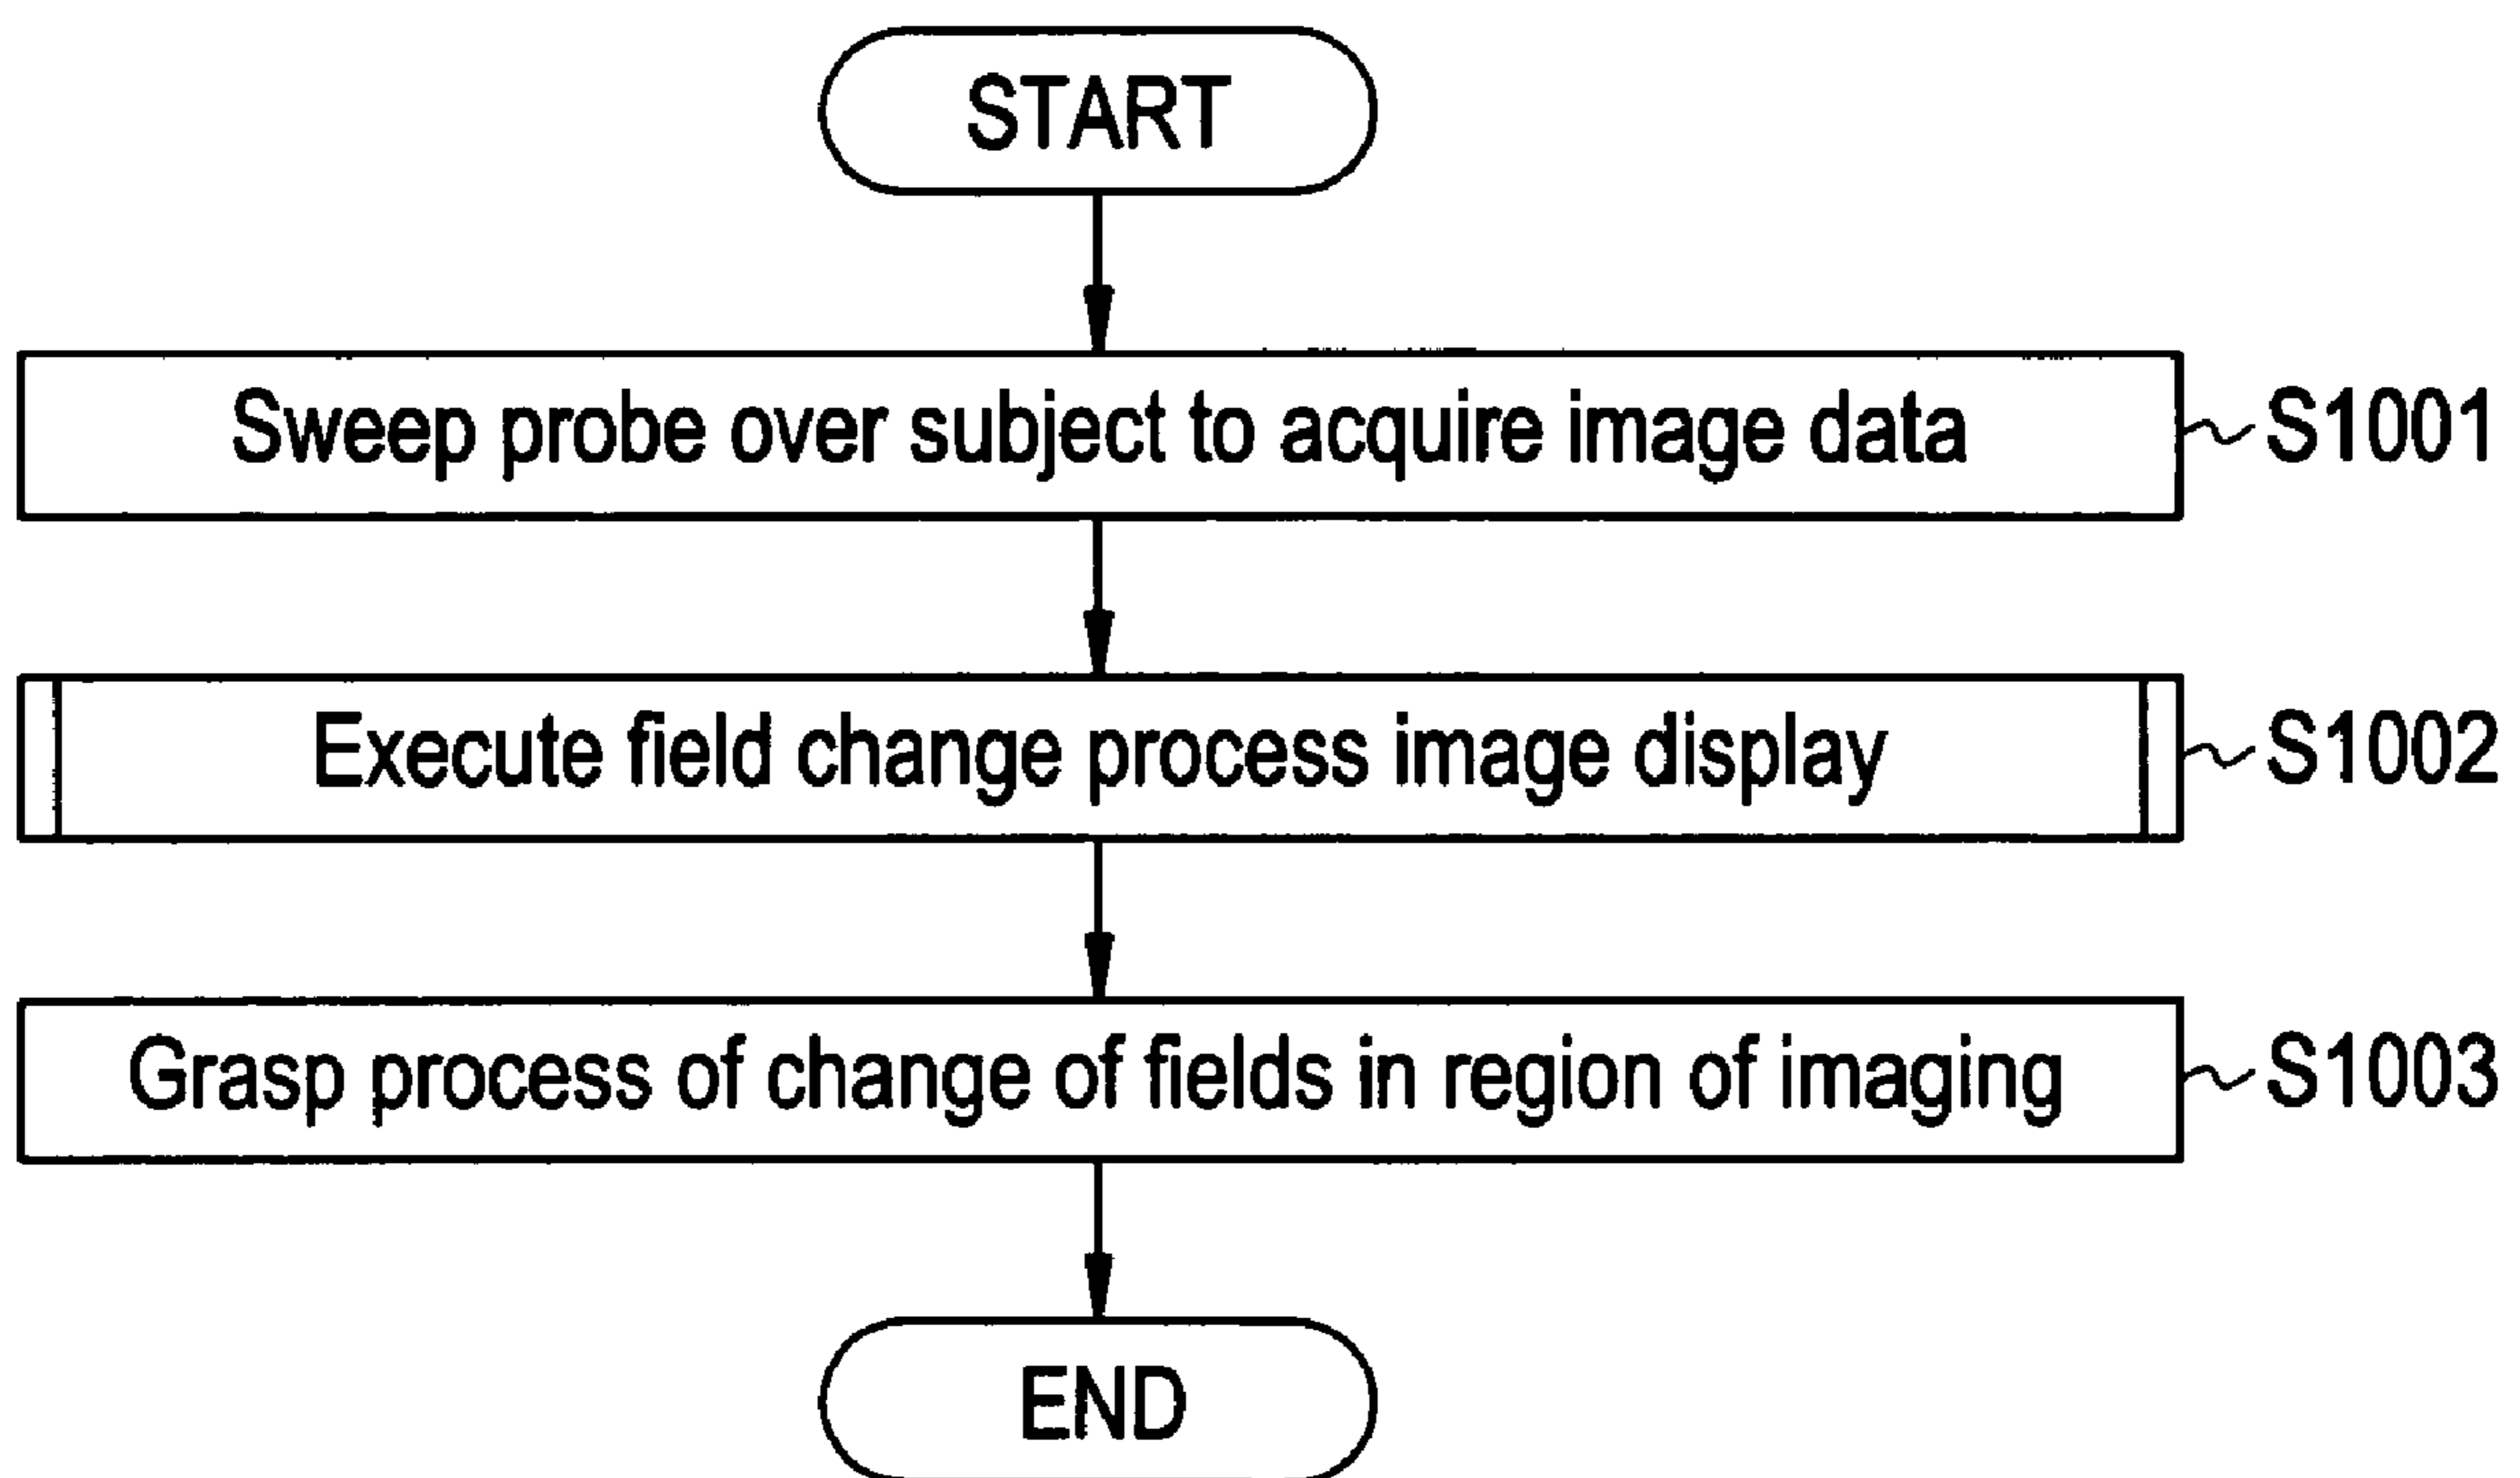 START
Sweep probe over subject to acquire image data
S1001
Execute field change process image display
S1002
Grasp process of change of fields in region of imaging
S1003
END